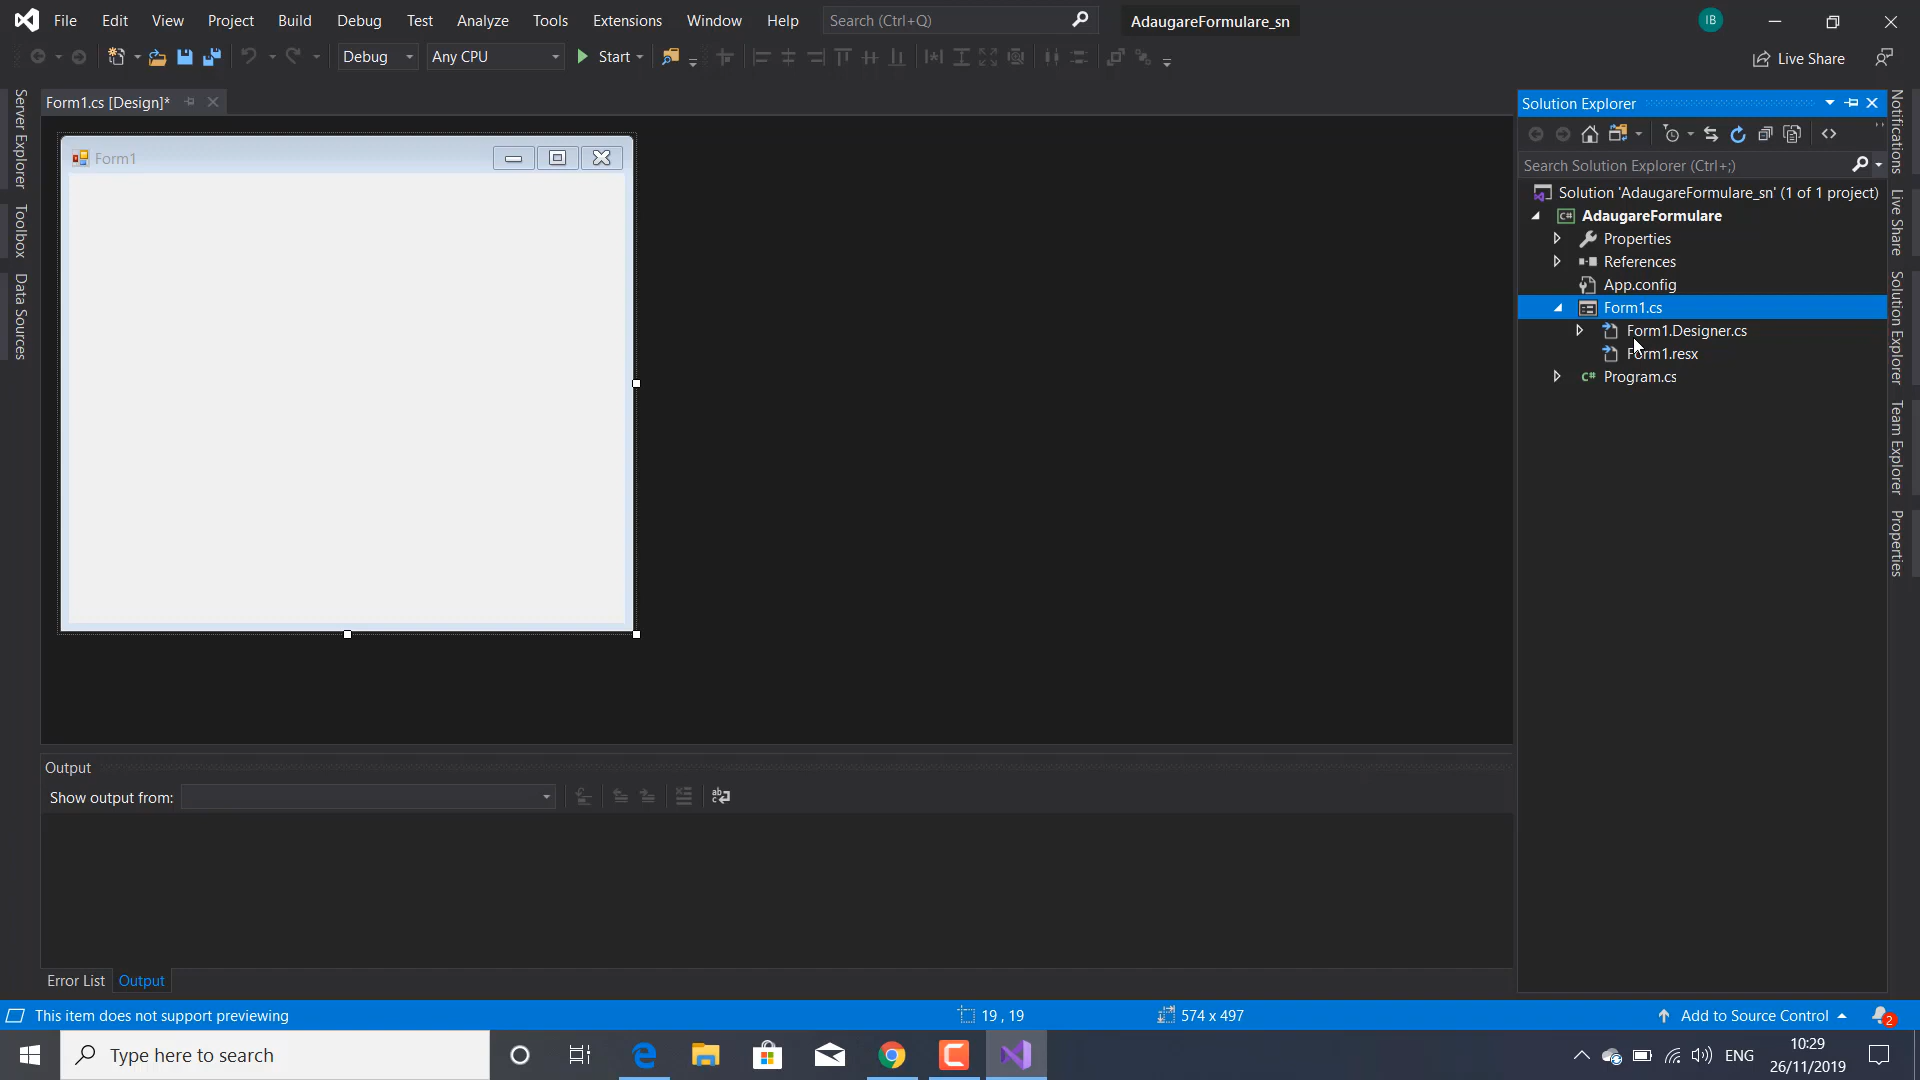 File Edit View Project Build Debug Test Analyze Tools Extensions Window Help Search (Ctrl+Q) AdaugareFormulare_sn IB
Debug Any CPU Start Live Share
Server Explorer
Toolbox
Data Sources
Form1.cs [Design]*
Form1
Solution Explorer
Search Solution Explorer (Ctrl+;)
Solution 'AdaugareFormulare_sn' (1 of 1 project)
C# AdaugareFormulare
Properties
References
App.config
Form1.cs
Form1.Designer.cs
Form1.resx
C# Program.cs
Notifications
Live Share
Solution Explorer
Team Explorer
Properties
Output
Show output from:
Error List Output
This item does not support previewing 19 , 19 574 x 497 Add to Source Control 2
Type here to search ENG 10:29
26/11/2019